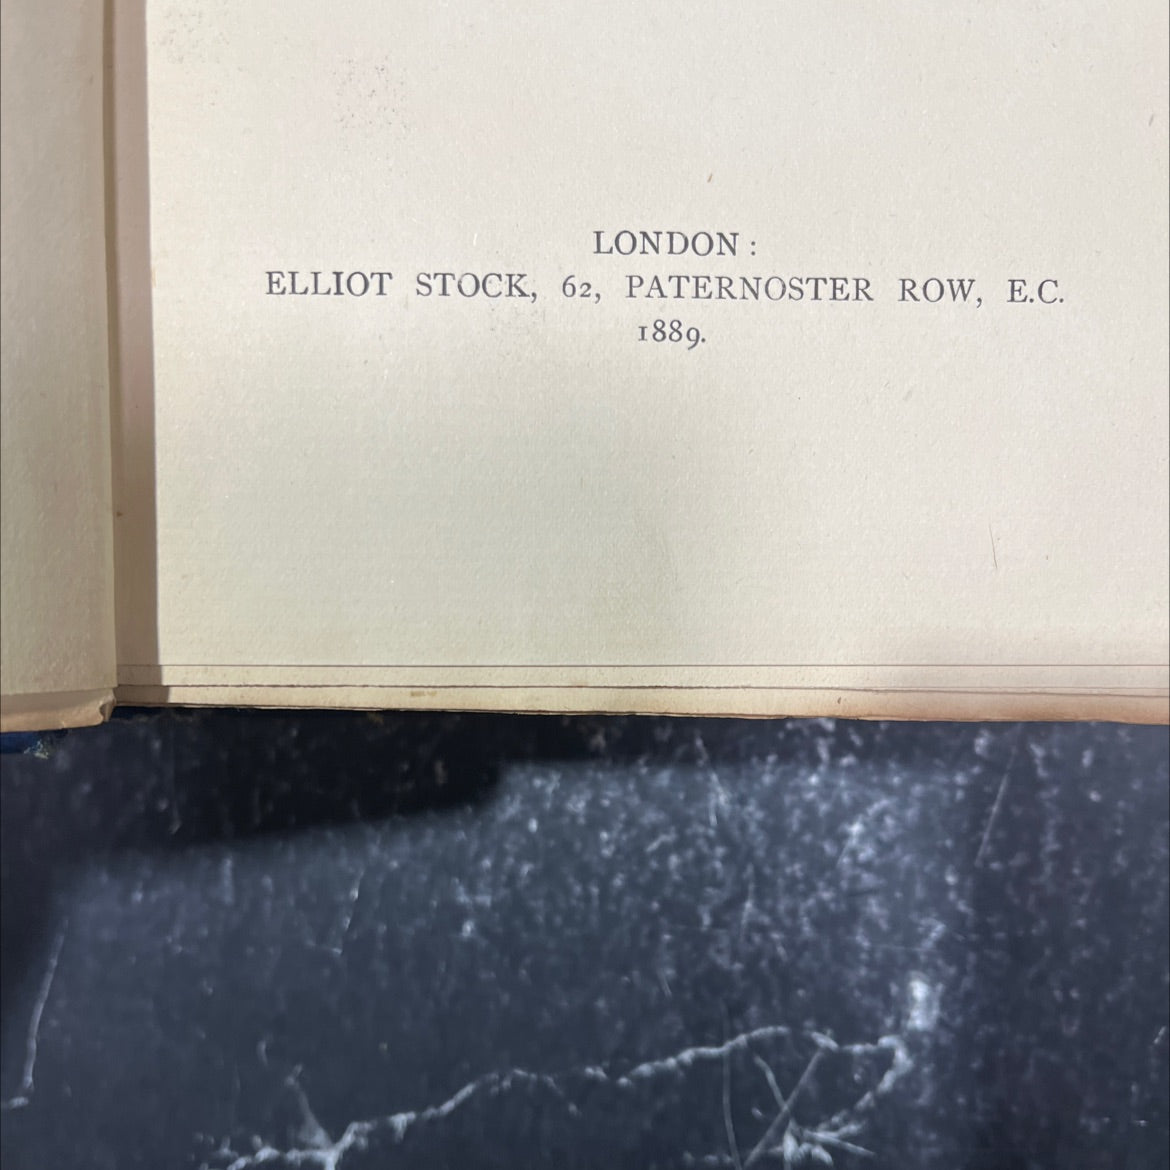 LONDON :
ELLIOT STOCK, 62, PATERNOSTER ROW, E.C.
1889.